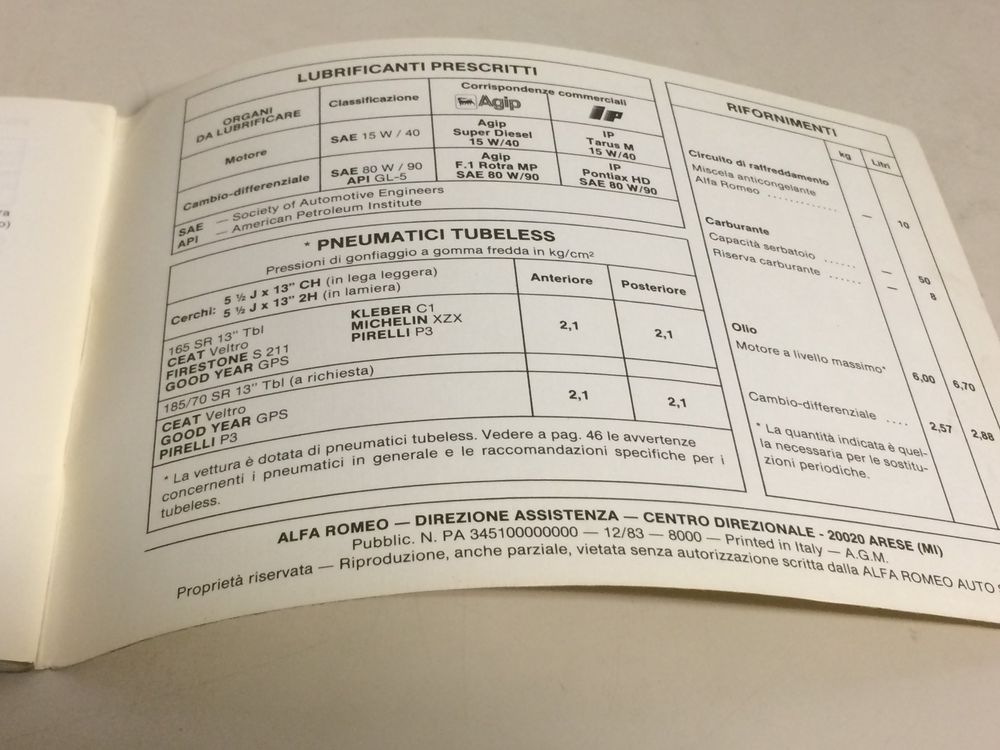 LUBRIFICANTI PRESCRITTI
ORGANI
DA LUBRIFICARE
Classificazione
Corrispondenze commerciali
Agip
IP
Motore
SAE 15 W / 40
Agip
Super Diesel
15 W/40
IP
Tarus M
15 W/40
Cambio-differenziale
SAE 80 W / 90
API GL-5
Agip
F.1 Rotra MP
SAE 80 W/90
IP
Pontiax HD
SAE 80 W/90
SAE — Society of Automotive Engineers
API — American Petroleum Institute
* PNEUMATICI TUBELESS
Pressioni di gonfiaggio a gomma fredda in kg/cm²
Cerchi: 5 ½ J x 13" CH (in lega leggera)
5 ½ J x 13" 2H (in lamiera)
Anteriore
Posteriore
165 SR 13" Tbl
CEAT Veltro
FIRESTONE S 211
GOOD YEAR GPS
KLEBER C1
MICHELIN XZX
PIRELLI P3
2,1
2,1
185/70 SR 13" Tbl (a richiesta)
CEAT Veltro
GOOD YEAR GPS
PIRELLI P3
2,1
2,1
* La vettura è dotata di pneumatici tubeless. Vedere a pag. 46 le avvertenze
concernenti i pneumatici in generale e le raccomandazioni specifiche per i
tubeless.
RIFORNIMENTI
kg
Litri
Circuito di raffreddamento
Miscela anticongelante
Alfa Romeo ............. — 10
Carburante
Capacità serbatoio ...... — 50
Riserva carburante ...... — 8
Olio
Motore a livello massimo* 6,00 6,70
Cambio-differenziale .... 2,57 2,88
* La quantità indicata è quel-
la necessaria per le sostitu-
zioni periodiche.
ALFA ROMEO — DIREZIONE ASSISTENZA — CENTRO DIREZIONALE - 20020 ARESE (MI)
Pubblic. N. PA 345100000000 — 12/83 — 8000 — Printed in Italy — A.G.M.
Proprietà riservata — Riproduzione, anche parziale, vietata senza autorizzazione scritta dalla ALFA ROMEO AUTO